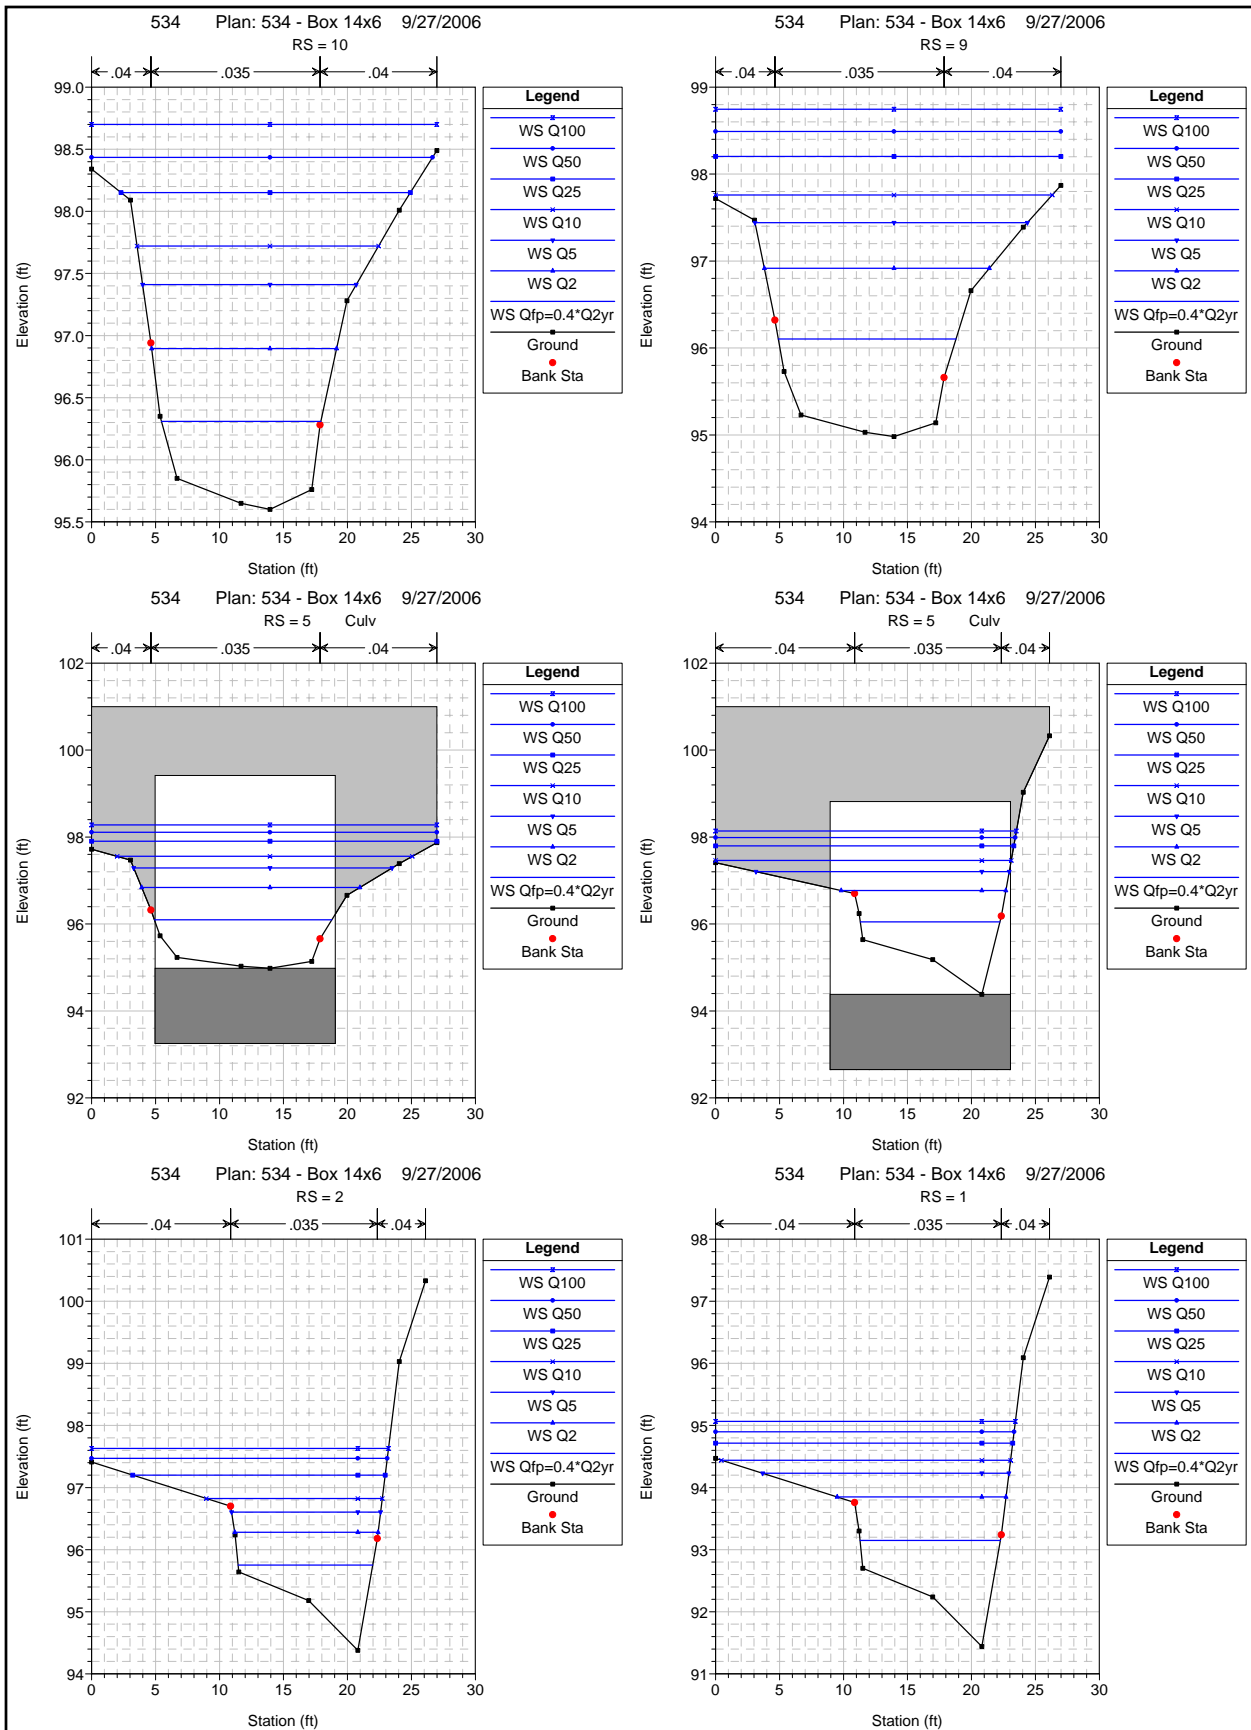 534 Plan: 534 - Box 14x6 9/27/2006
RS = 10
.04 .035 .04
99.0
98.5
98.0
97.5
97.0
96.5
96.0
95.5
0 5 10 15 20 25 30
Station (ft)
Elevation (ft)
Legend
WS Q100
WS Q50
WS Q25
WS Q10
WS Q5
WS Q2
WS Qfp=0.4*Q2yr
Ground
Bank Sta
534 Plan: 534 - Box 14x6 9/27/2006
RS = 9
.04 .035 .04
99
98
97
96
95
94
0 5 10 15 20 25 30
Station (ft)
Elevation (ft)
Legend
WS Q100
WS Q50
WS Q25
WS Q10
WS Q5
WS Q2
WS Qfp=0.4*Q2yr
Ground
Bank Sta
534 Plan: 534 - Box 14x6 9/27/2006
RS = 5 Culv
.04 .035 .04
102
100
98
96
94
92
0 5 10 15 20 25 30
Station (ft)
Elevation (ft)
Legend
WS Q100
WS Q50
WS Q25
WS Q10
WS Q5
WS Q2
WS Qfp=0.4*Q2yr
Ground
Bank Sta
534 Plan: 534 - Box 14x6 9/27/2006
RS = 5 Culv
.04 .035 .04
102
100
98
96
94
92
0 5 10 15 20 25 30
Station (ft)
Elevation (ft)
Legend
WS Q100
WS Q50
WS Q25
WS Q10
WS Q5
WS Q2
WS Qfp=0.4*Q2yr
Ground
Bank Sta
534 Plan: 534 - Box 14x6 9/27/2006
RS = 2
.04 .035 .04
101
100
99
98
97
96
95
94
0 5 10 15 20 25 30
Station (ft)
Elevation (ft)
Legend
WS Q100
WS Q50
WS Q25
WS Q10
WS Q5
WS Q2
WS Qfp=0.4*Q2yr
Ground
Bank Sta
534 Plan: 534 - Box 14x6 9/27/2006
RS = 1
.04 .035 .04
98
97
96
95
94
93
92
91
0 5 10 15 20 25 30
Station (ft)
Elevation (ft)
Legend
WS Q100
WS Q50
WS Q25
WS Q10
WS Q5
WS Q2
WS Qfp=0.4*Q2yr
Ground
Bank Sta